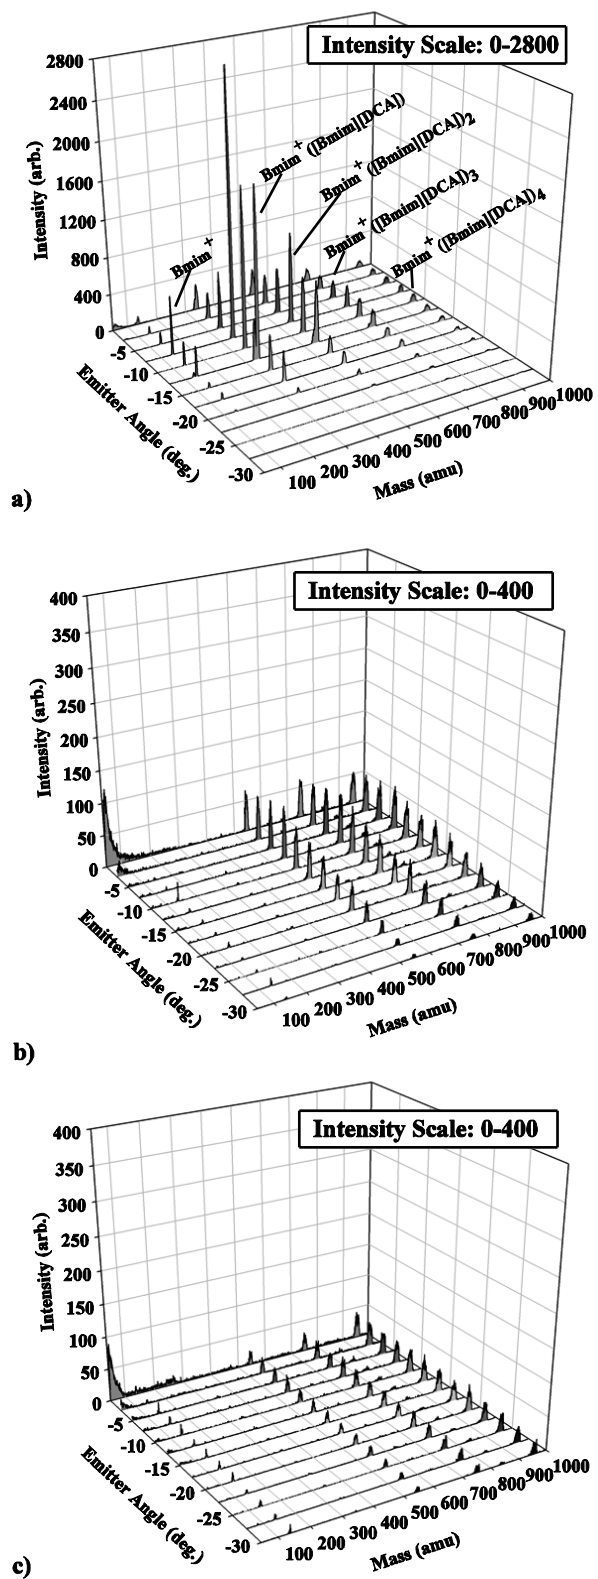 Intensity Scale: 0-2800
2800
2400
2000
1600
1200
800
400
0
Intensity (arb.)
Bmim+
Bmim+([Bmim][DCA])
Bmim+([Bmim][DCA])2
Bmim+([Bmim][DCA])3
Bmim+([Bmim][DCA])4
-5
-10
-15
-20
-25
-30
Emitter Angle (deg.)
100 200 300 400 500 600 700 800 900 1000
Mass (amu)
a)
Intensity Scale: 0-400
400
350
300
250
200
150
100
50
0
Intensity (arb.)
-5
-10
-15
-20
-25
-30
Emitter Angle (deg.)
100 200 300 400 500 600 700 800 900 1000
Mass (amu)
b)
Intensity Scale: 0-400
400
350
300
250
200
150
100
50
0
Intensity (arb.)
-5
-10
-15
-20
-25
-30
Emitter Angle (deg.)
100 200 300 400 500 600 700 800 900 1000
Mass (amu)
c)